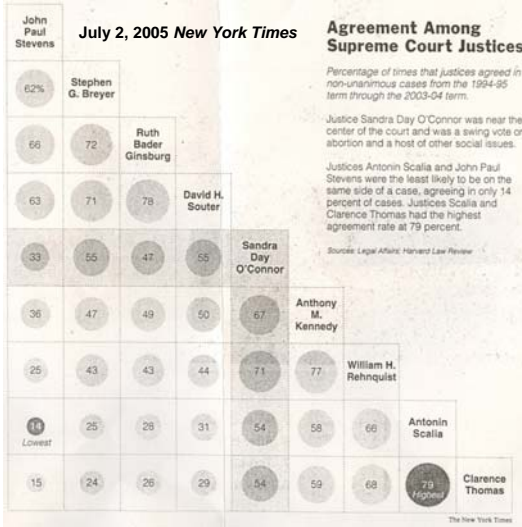 July 2, 2005 New York Times
Agreement Among
Supreme Court Justices
Percentage of times that justices agreed in
non-unanimous cases from the 1994-95
term through the 2003-04 term.
Justice Sandra Day O'Connor was near the
center of the court and was a swing vote on
abortion and a host of other social issues.
Justices Antonin Scalia and John Paul
Stevens were the least likely to be on the
same side of a case, agreeing in only 14
percent of cases. Justices Scalia and
Clarence Thomas had the highest
agreement rate at 79 percent.
Sources: Legal Affairs; Harvard Law Review
John
Paul
Stevens
62%
Stephen
G. Breyer
66 72
Ruth
Bader
Ginsburg
63 71 78
David H.
Souter
33 55 47 55
Sandra
Day
O'Connor
36 47 49 50 67
Anthony
M.
Kennedy
25 43 43 44 71 77
William H.
Rehnquist
14 25 28 31 54 58 66
Lowest
Antonin
Scalia
15 24 26 29 54 59 68 79
Highest
Clarence
Thomas
The New York Times